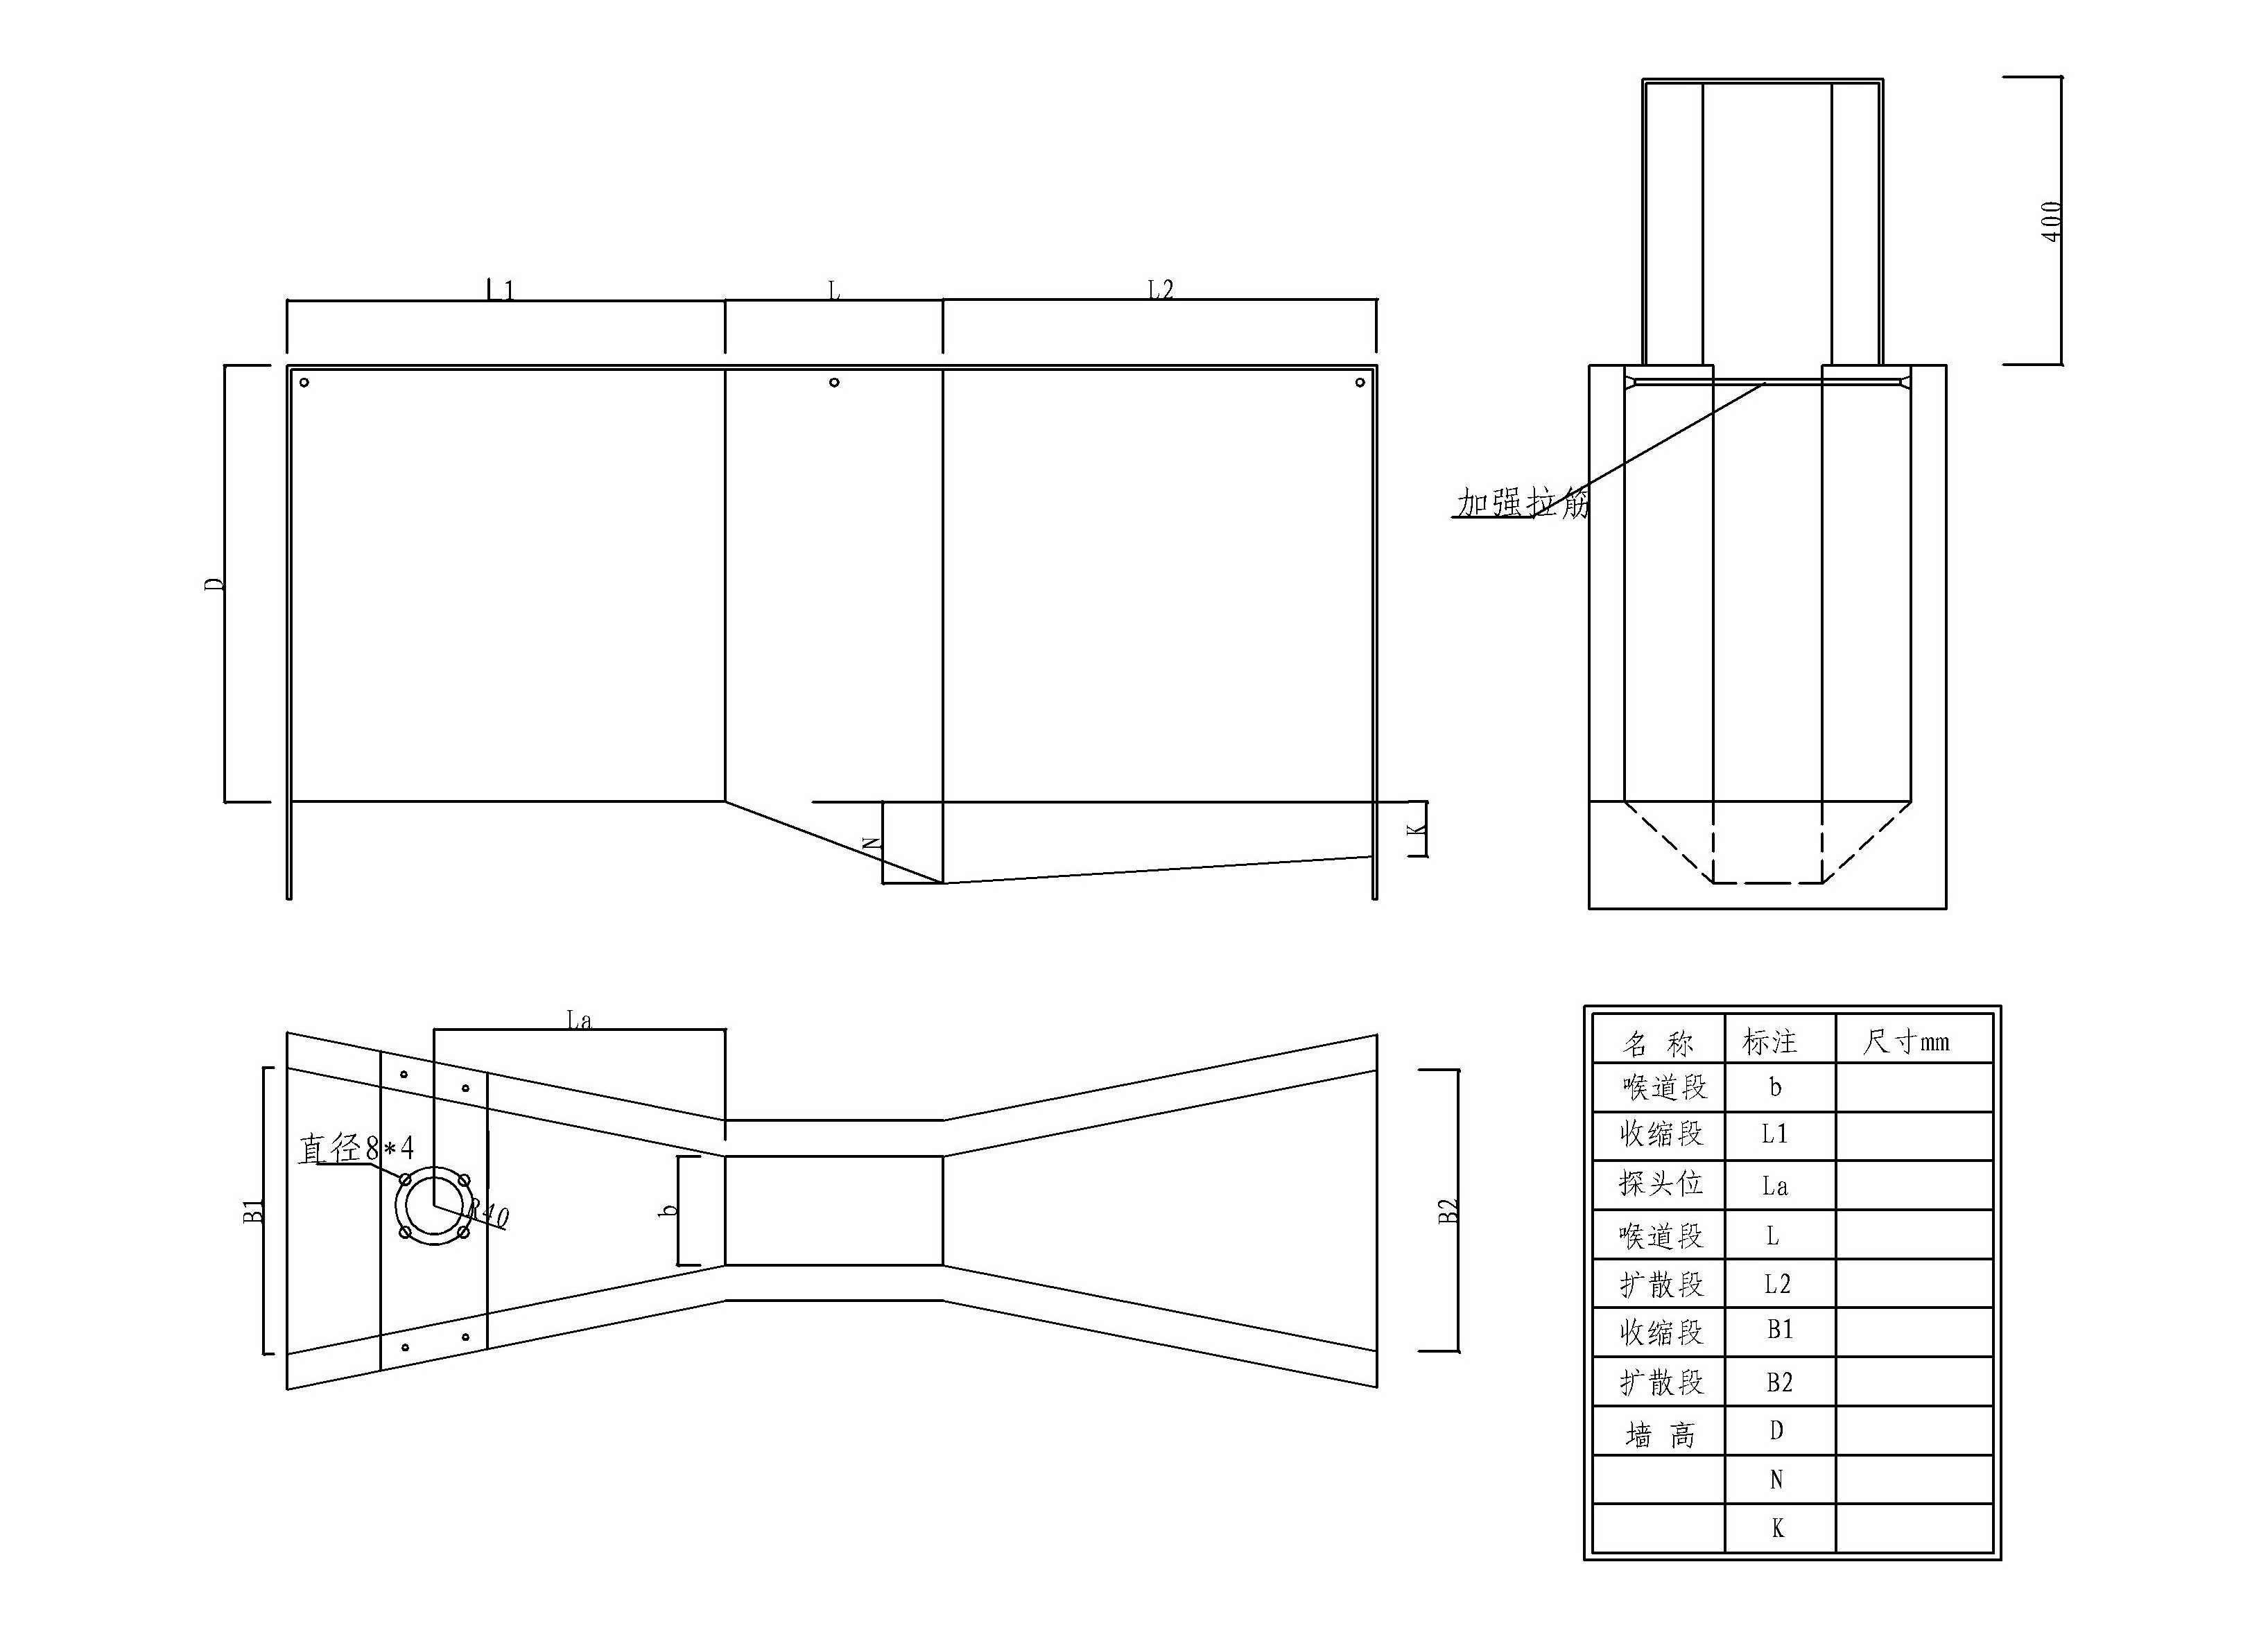 400
L1
L
L2
加强拉筋
D
N
K
La
直径8*4
R40
B1
b
B2
名 称 标注 尺寸mm
喉道段 b
收缩段 L1
探头位 La
喉道段 L
扩散段 L2
收缩段 B1
扩散段 B2
墙 高 D
N
K